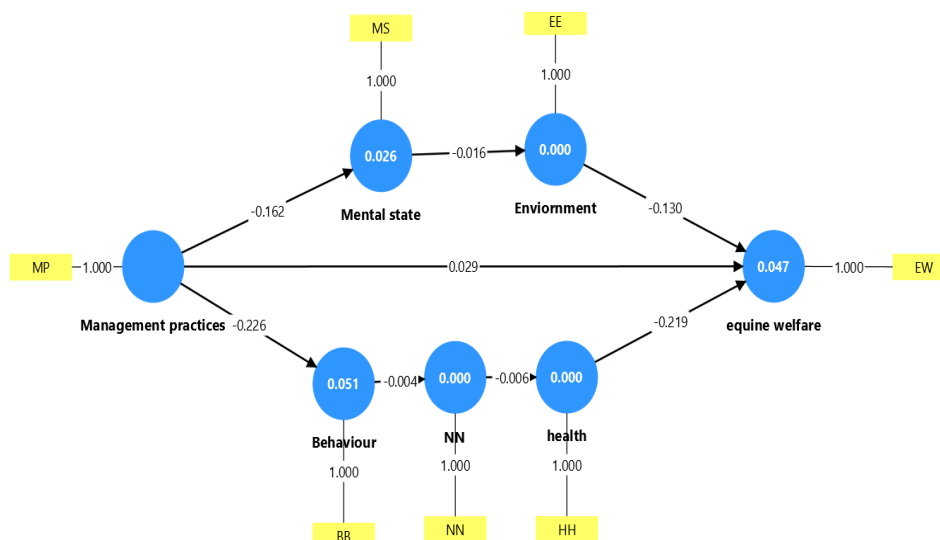 MS
EE
1.000
1.000
0.026
-0.016
0.000
Mental state
Enviornment
-0.162
-0.130
MP
1.000
0.029
0.047
1.000
EW
Management practices
-0.226
-0.219
equine welfare
0.051
-0.004
0.000
-0.006
0.000
Behaviour
NN
health
1.000
1.000
1.000
BB
NN
HH